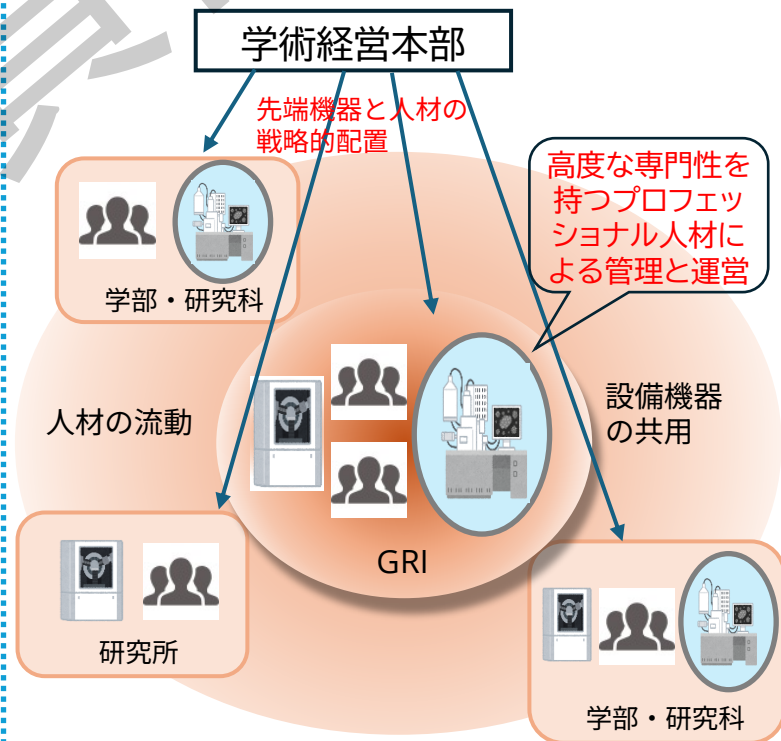 学術経営本部
先端機器と人材の
戦略的配置
高度な専門性を
持つプロフェッ
ショナル人材に
よる管理と運営
学部・研究科
人材の流動
設備機器
の共用
GRI
研究所
学部・研究科